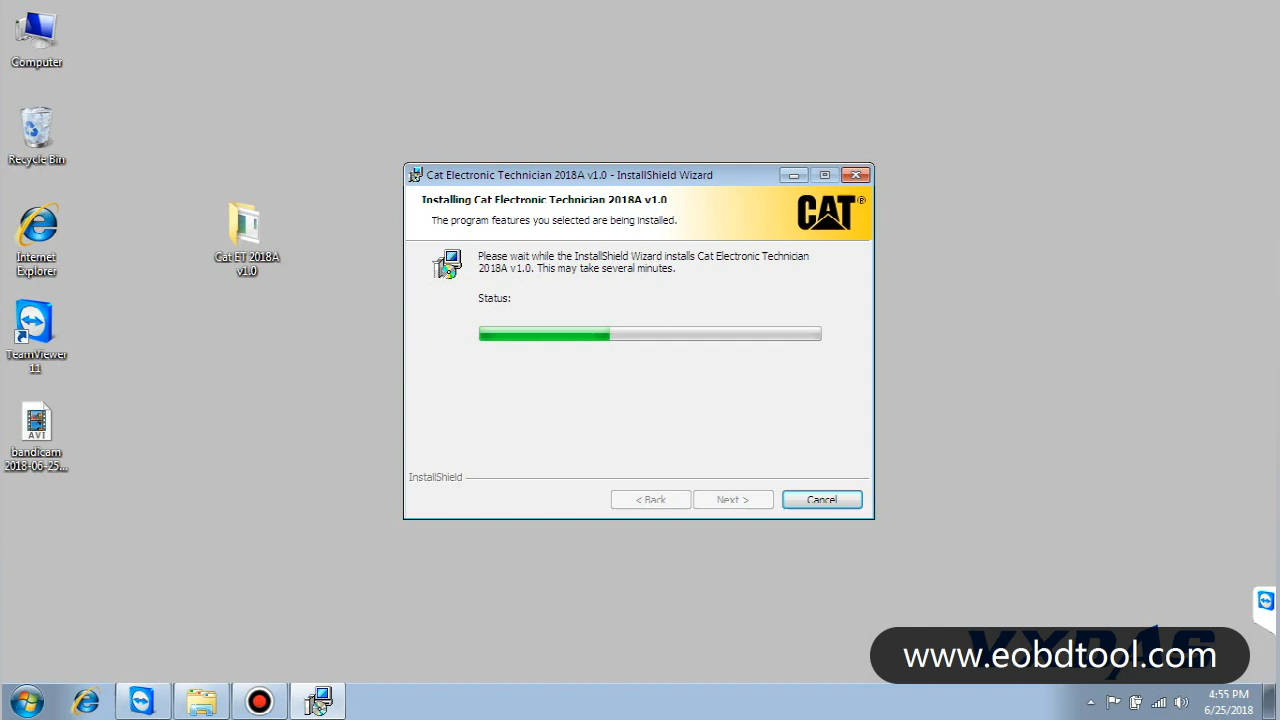 Computer
Recycle Bin
Internet
Explorer
TeamViewer
11
AVI
bandicam
2018-06-25...
Cat ET 2018A
v1.0
Cat Electronic Technician 2018A v1.0 - InstallShield Wizard
Installing Cat Electronic Technician 2018A v1.0
The program features you selected are being installed.
CAT®
Please wait while the InstallShield Wizard installs Cat Electronic Technician
2018A v1.0. This may take several minutes.
Status:
InstallShield
< Back
Next >
Cancel
www.eobdtool.com
4:55 PM
6/25/2018